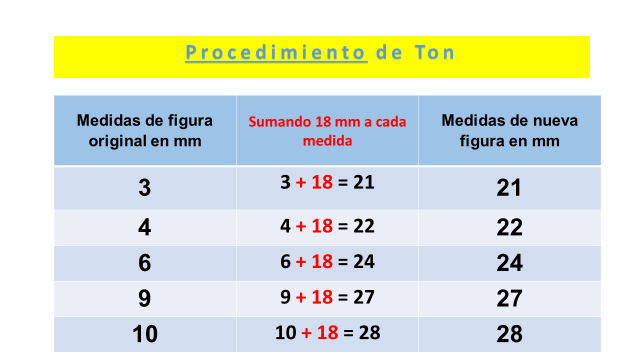 Procedimiento de Ton
Medidas de figura
original en mm
Sumando 18 mm a cada
medida
Medidas de nueva
figura en mm
3
3 + 18 = 21
21
4
4 + 18 = 22
22
6
6 + 18 = 24
24
9
9 + 18 = 27
27
10
10 + 18 = 28
28